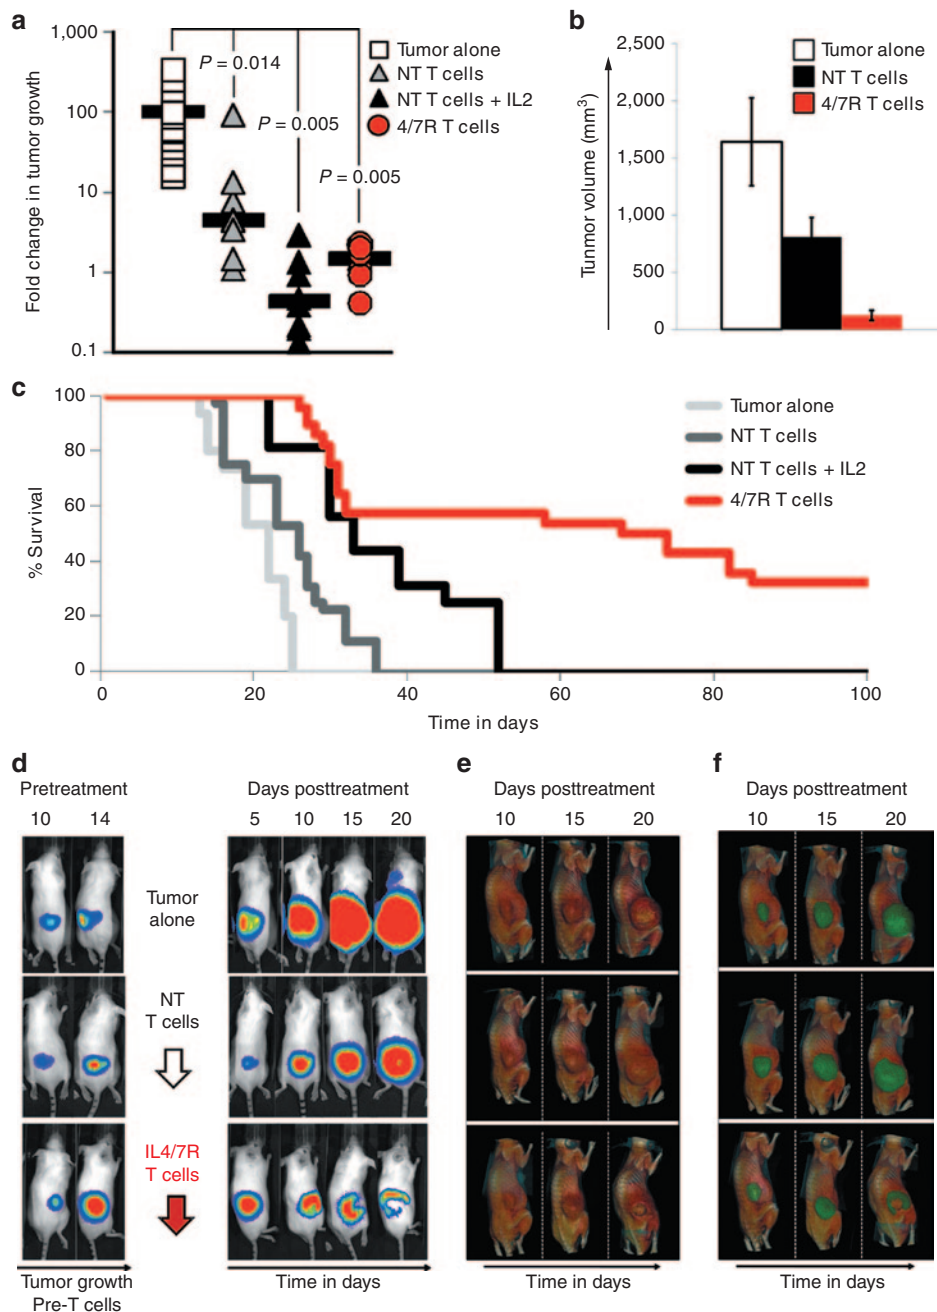 a
1,000
100
10
1
0.1
Fold change in tumor growth
P = 0.014
P = 0.005
P = 0.005
Tumor alone
NT T cells
NT T cells + IL2
4/7R T cells
b
2,500
2,000
1,500
1,000
500
0
Tunmor volume (mm³)
Tumor alone
NT T cells
4/7R T cells
c
100
80
60
40
20
0
% Survival
0
20
40
60
80
100
Time in days
Tumor alone
NT T cells
NT T cells + IL2
4/7R T cells
d
Pretreatment
10 14
Days posttreatment
5 10 15 20
Tumor
alone
NT
T cells
IL4/7R
T cells
Tumor growth
Pre-T cells
Time in days
e
Days posttreatment
10 15 20
Time in days
f
Days posttreatment
10 15 20
Time in days